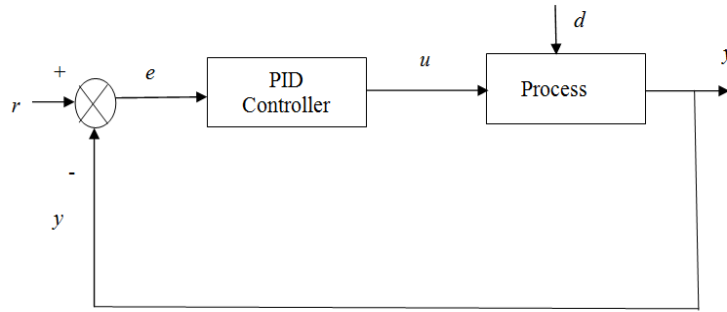 d
y
u
+
e
PID
Controller
Process
r
-
y